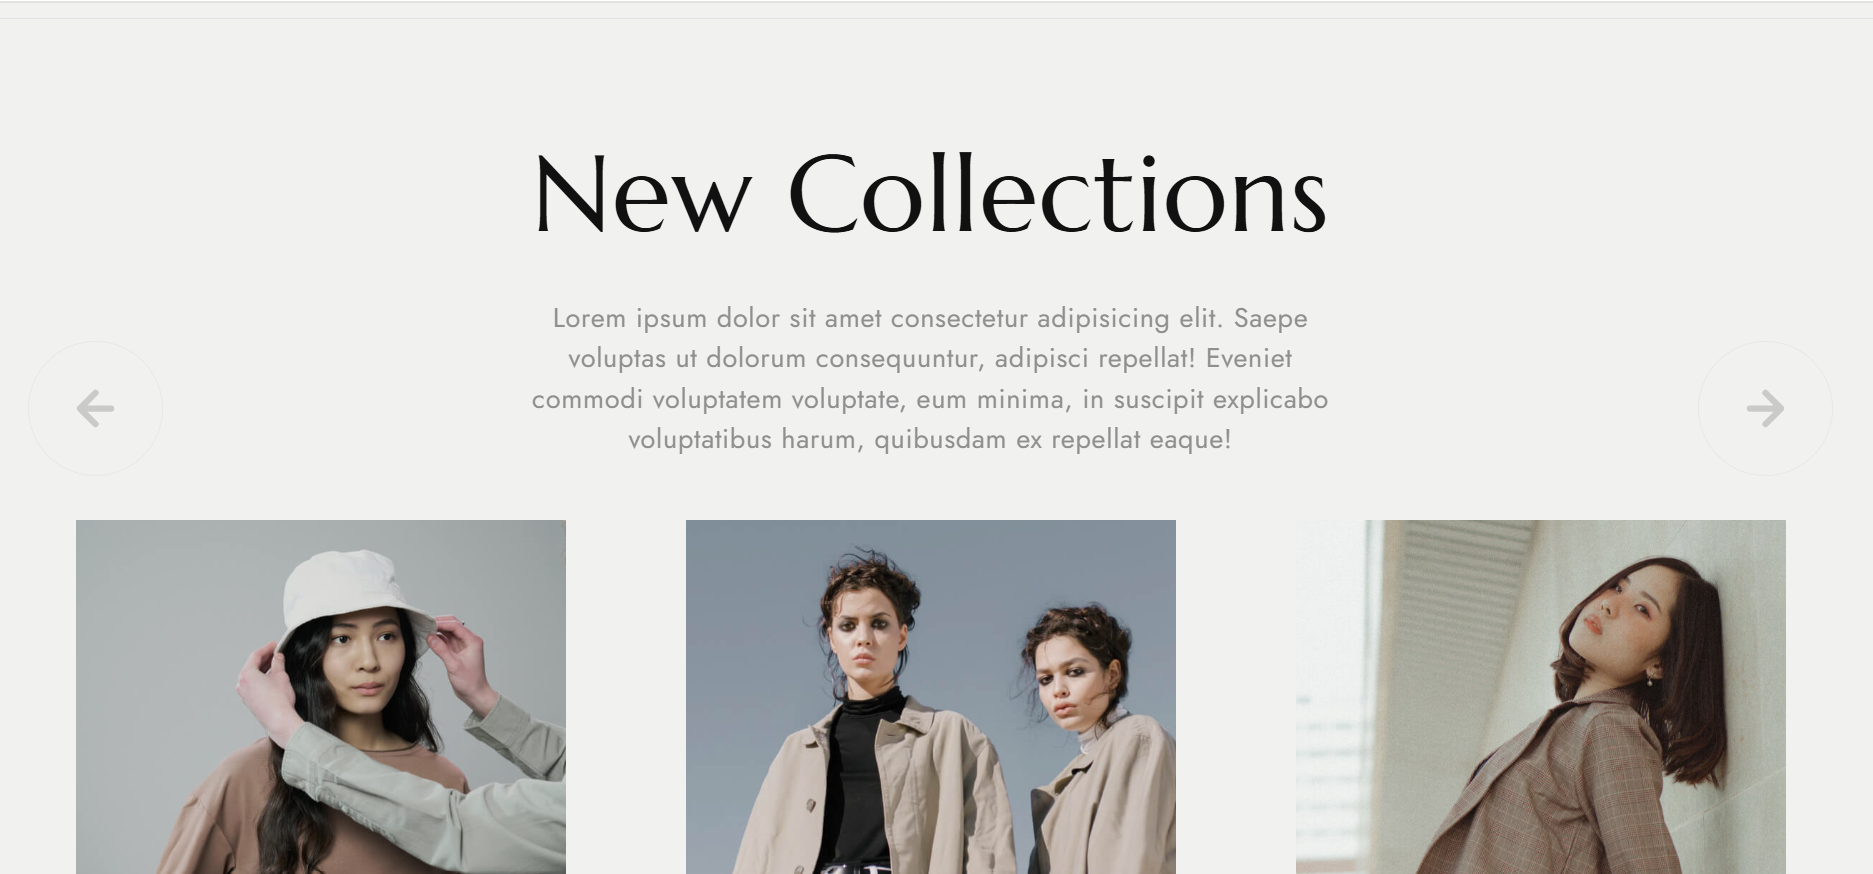 New Collections
Lorem ipsum dolor sit amet consectetur adipisicing elit. Saepe
voluptas ut dolorum consequuntur, adipisci repellat! Eveniet
commodi voluptatem voluptate, eum minima, in suscipit explicabo
voluptatibus harum, quibusdam ex repellat eaque!